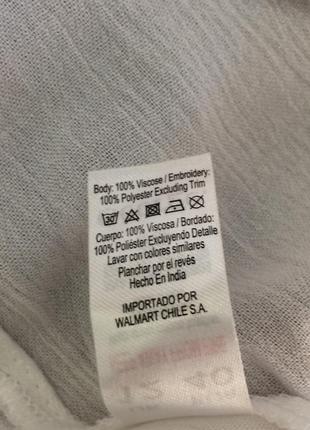 Body: 100% Viscose / Embroidery:
100% Polyester Excluding Trim
30
Cuerpo: 100% Viscosa / Bordado:
100% Poliéster Excluyendo Detalle
Lavar con colores similares
Planchar por el revés
Hecho En India
IMPORTADO POR
WALMART CHILE S.A.